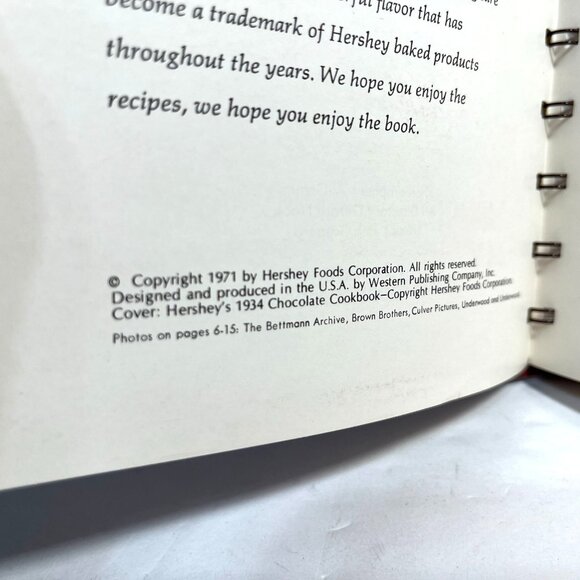 flavor that has
become a trademark of Hershey baked products
throughout the years. We hope you enjoy the
recipes, we hope you enjoy the book.
© Copyright 1971 by Hershey Foods Corporation. All rights reserved.
Designed and produced in the U.S.A. by Western Publishing Company, Inc.
Cover: Hershey's 1934 Chocolate Cookbook—Copyright Hershey Foods Corporation.
Photos on pages 6-15: The Bettmann Archive, Brown Brothers, Culver Pictures, Underwood and Underwood.